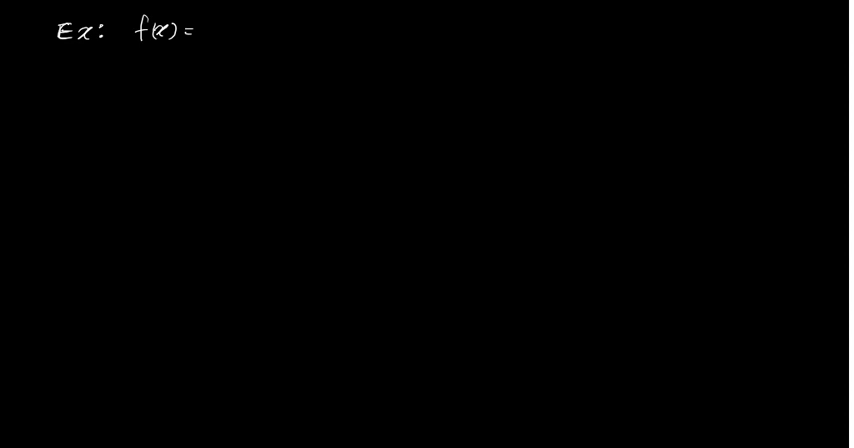 Ex: f(x) =